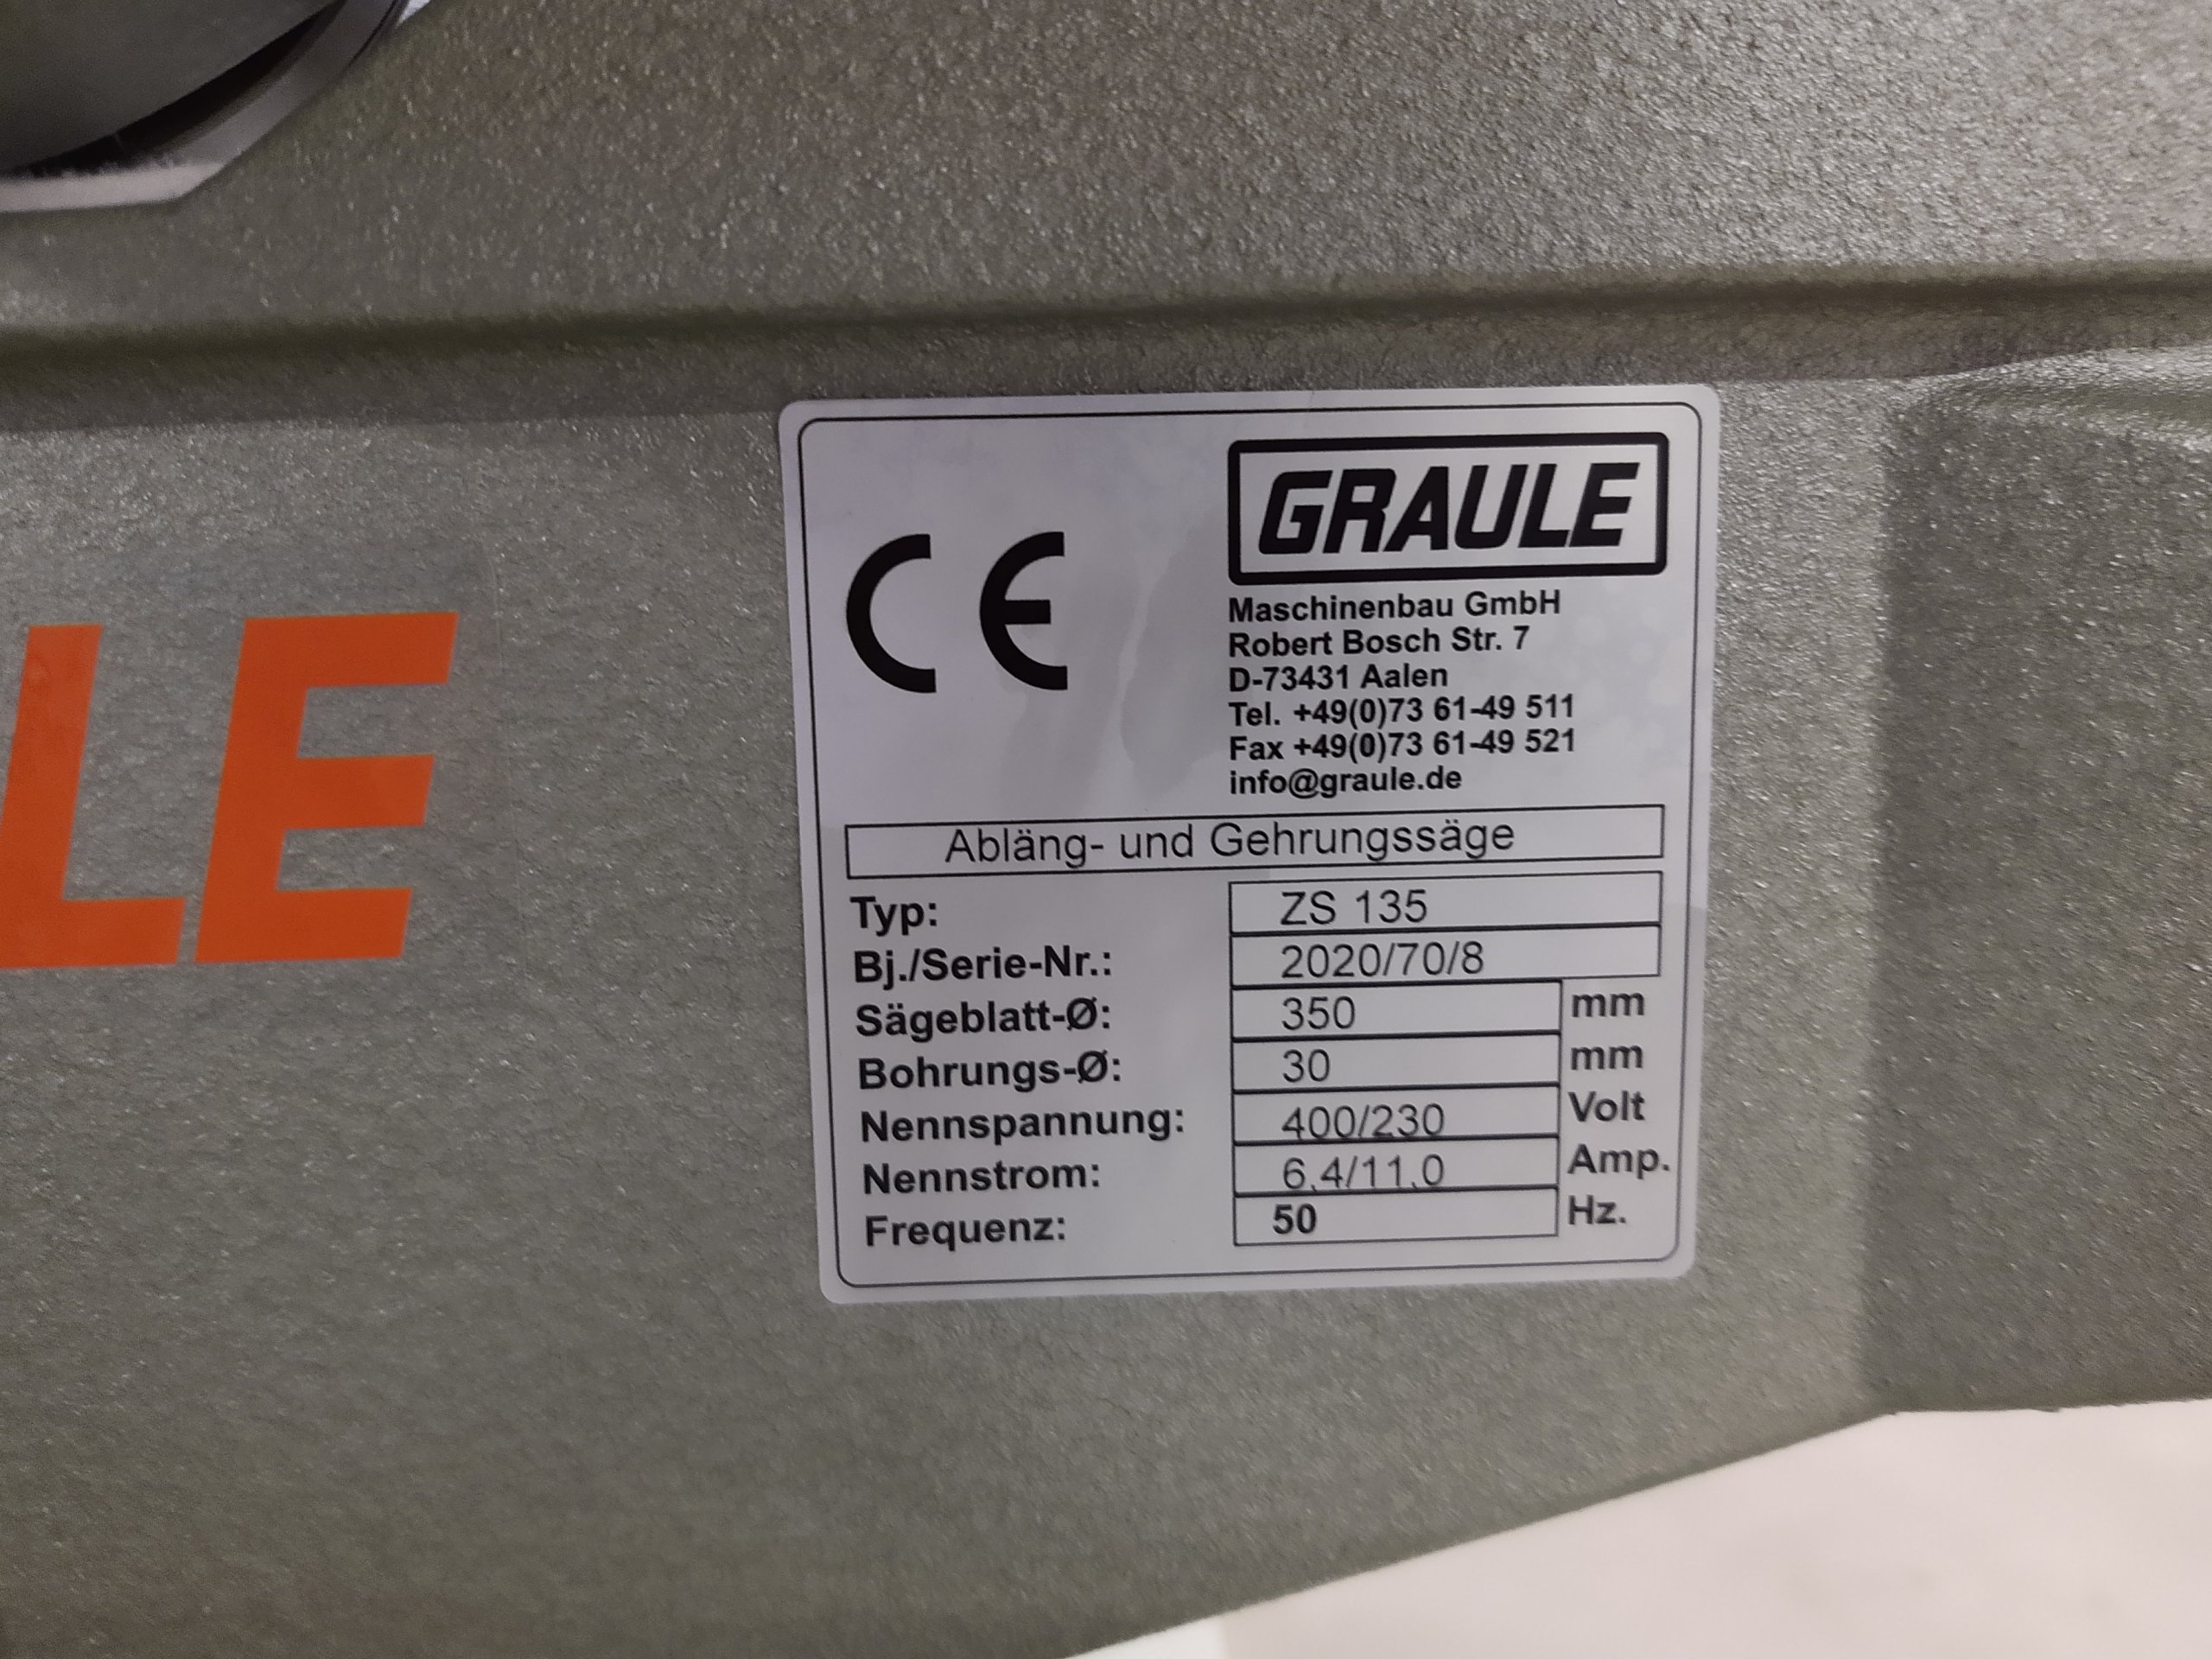 LE
CE
GRAULE
Maschinenbau GmbH
Robert Bosch Str. 7
D-73431 Aalen
Tel. +49(0)73 61-49 511
Fax +49(0)73 61-49 521
info@graule.de
Abläng- und Gehrungssäge
Typ: ZS 135
Bj./Serie-Nr.: 2020/70/8
Sägeblatt-Ø: 350 mm
Bohrungs-Ø: 30 mm
Nennspannung: 400/230 Volt
Nennstrom: 6,4/11,0 Amp.
Frequenz: 50 Hz.